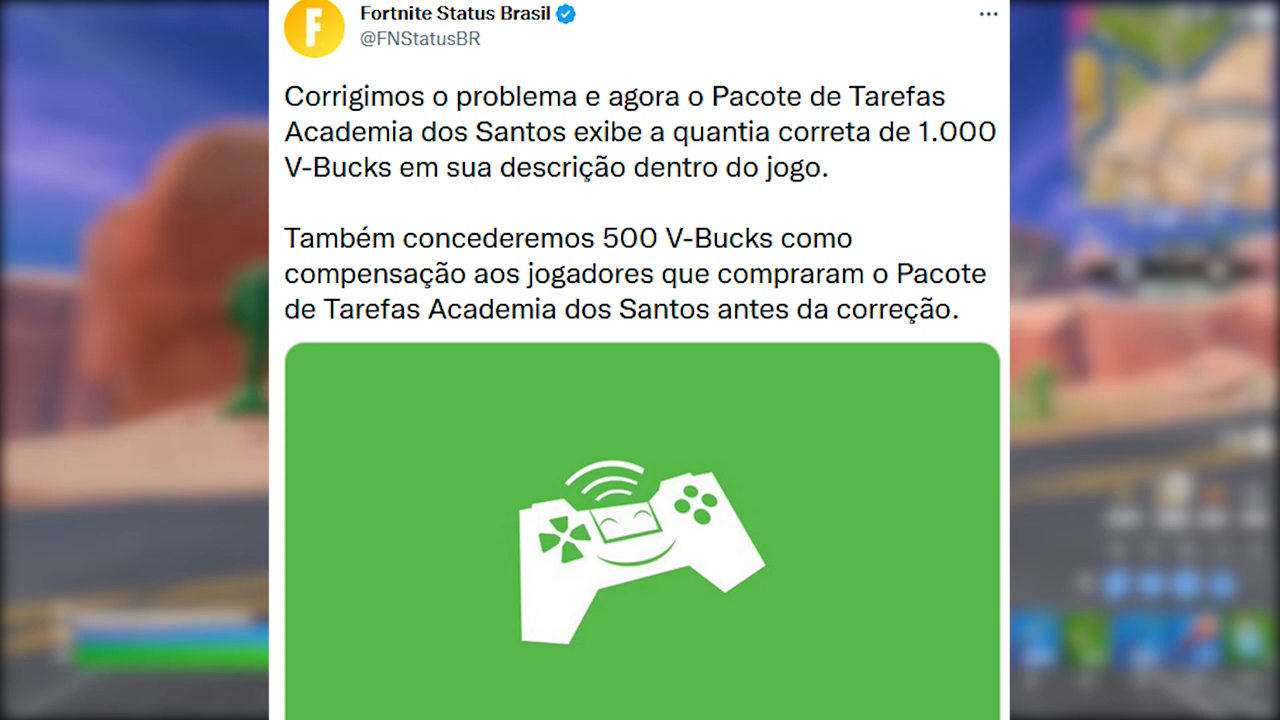 Fortnite Status Brasil
@FNStatusBR
Corrigimos o problema e agora o Pacote de Tarefas
Academia dos Santos exibe a quantia correta de 1.000
V-Bucks em sua descrição dentro do jogo.
Também concederemos 500 V-Bucks como
compensação aos jogadores que compraram o Pacote
de Tarefas Academia dos Santos antes da correção.